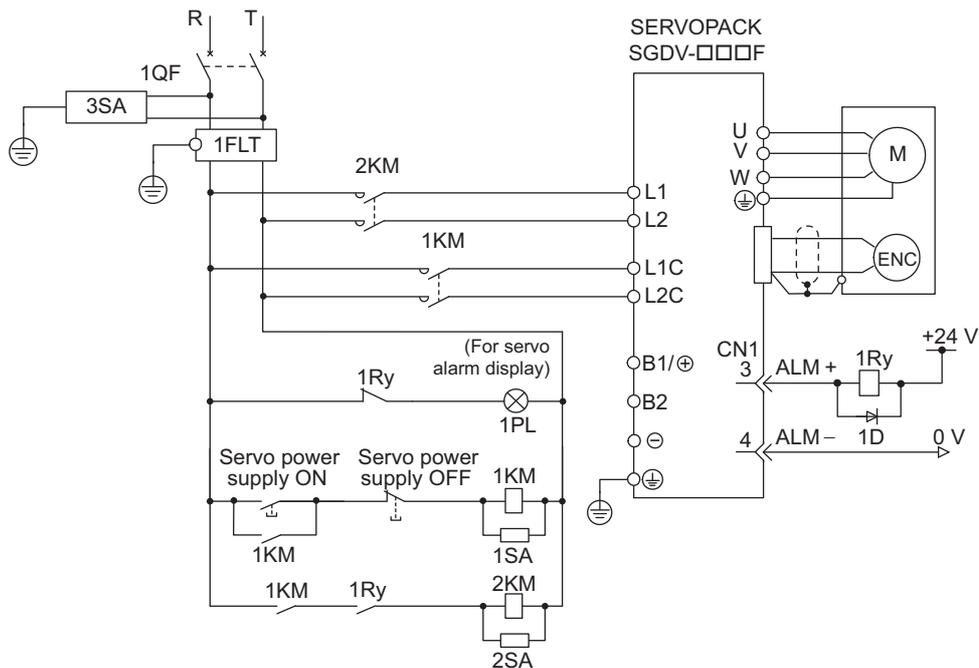 R T
SERVOPACK
SGDV-□□□F
1QF
3SA
1FLT
2KM
U
V
W
M
L1
L2
1KM
L1C
L2C
ENC
(For servo
alarm display)
1Ry
1PL
B1/⊕
B2
⊖
CN1
3 ALM +
1Ry
+24 V
1D
4 ALM −
0 V
Servo power
supply ON
Servo power
supply OFF
1KM
1KM
1SA
1KM
1Ry
2KM
2SA